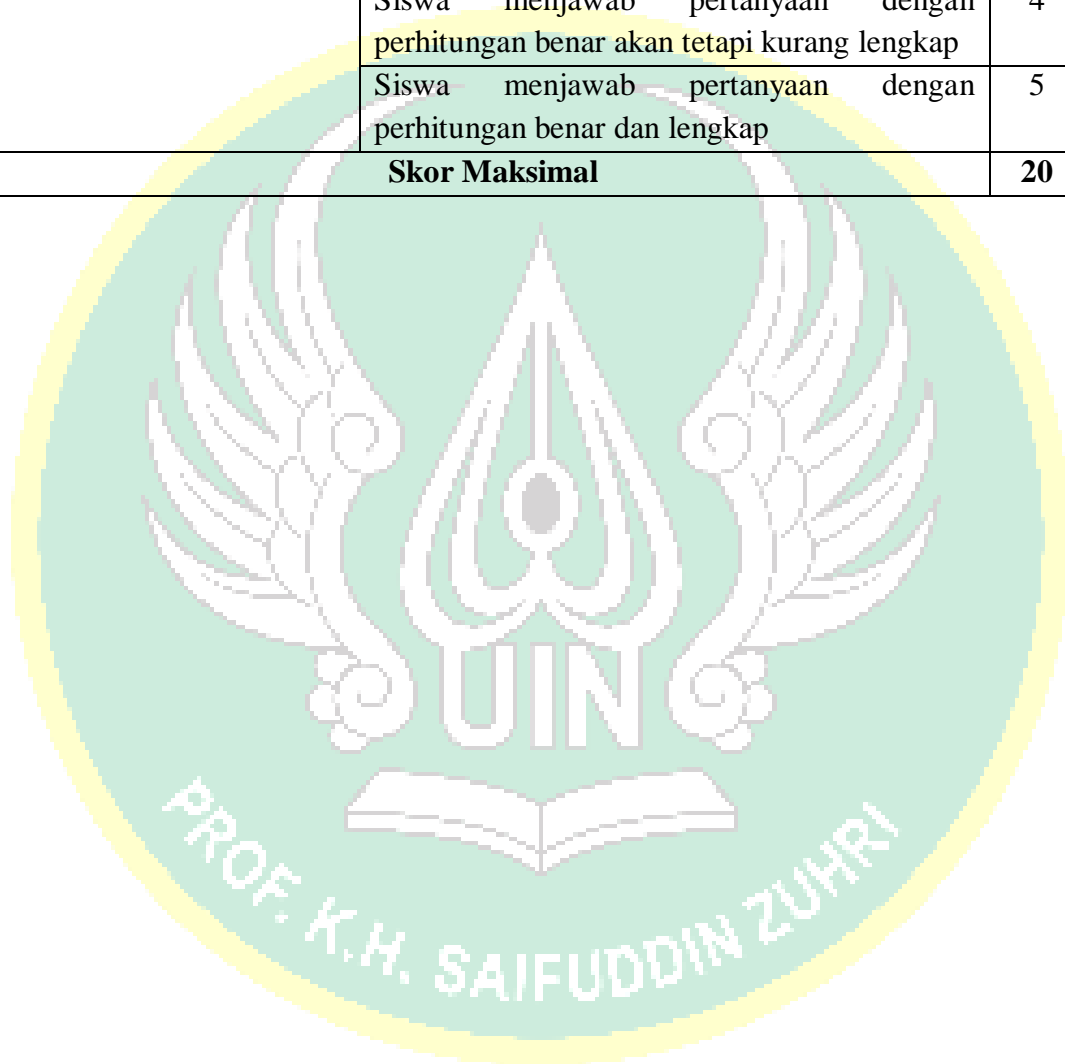 Siswa menjawab pertanyaan dengan 4
perhitungan benar akan tetapi kurang lengkap
Siswa menjawab pertanyaan dengan 5
perhitungan benar dan lengkap
Skor Maksimal 20
UIN
PROF. K.H. SAIFUDDIN ZUHRI